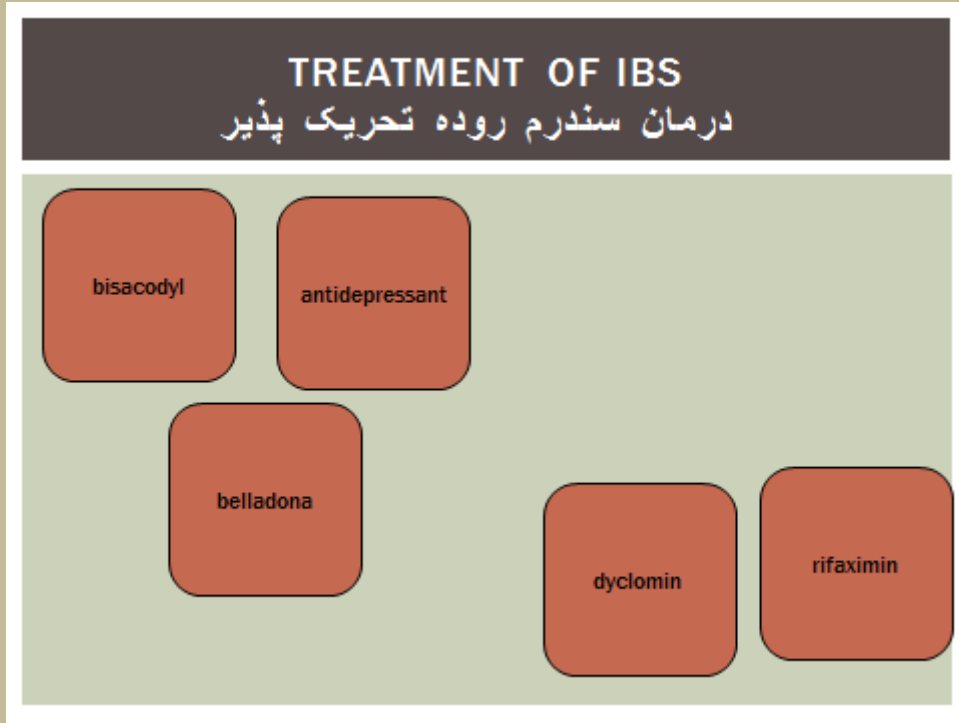 TREATMENT OF IBS
درمان سندرم روده تحریک پذیر
bisacodyl
antidepressant
belladona
dyclomin
rifaximin